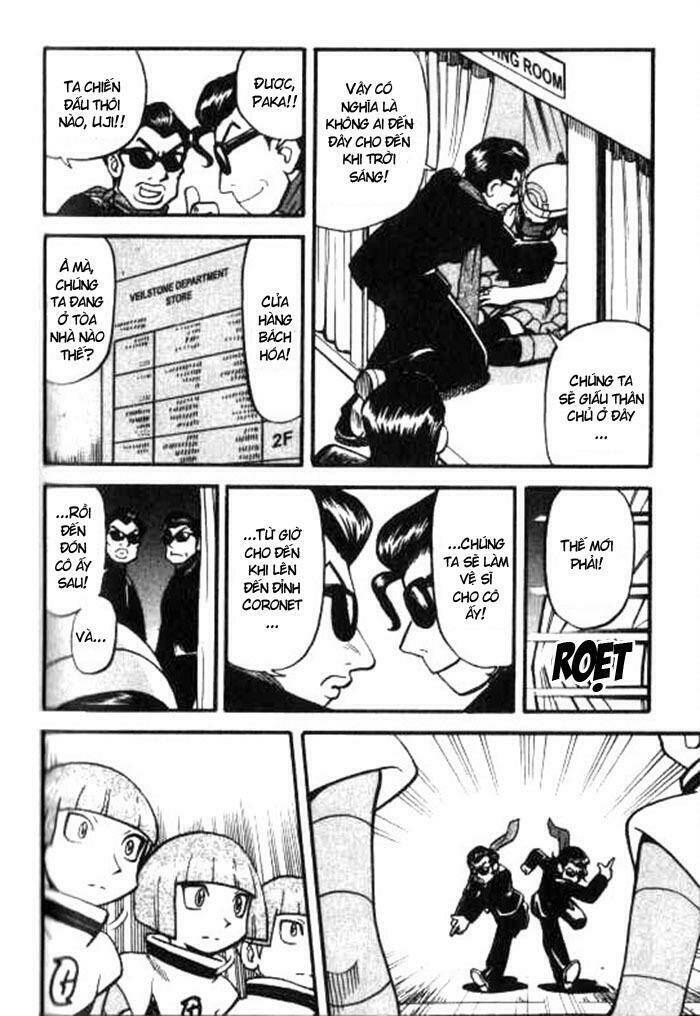 TING ROOM
VẬY CÓ
NGHĨA LÀ
KHÔNG AI ĐẾN
ĐÂY CHO ĐẾN
KHI TRỜI
SÁNG!
CHÚNG TA
SẼ GIẤU THÂN
CHỦ Ở ĐÂY
...
ĐƯỢC,
PAKA!!
TA CHIẾN
ĐẤU THÔI
NÀO, UJI!!
CỬA
HÀNG
BÁCH
HÓA!
VEILSTONE DEPARTMENT
STORE
2F
À MÀ,
CHÚNG
TA ĐANG
Ở TÒA
NHÀ NÀO
THẾ?
THẾ MỚI
PHẢI!
ROẸT
...CHÚNG
TA SẼ LÀM
VỆ SĨ
CHO CÔ
ẤY!
...TỪ GIỜ
CHO ĐẾN
KHI LÊN
ĐẾN ĐỈNH
CORONET
...
...RỒI
ĐẾN
ĐÓN
CÔ ẤY
SAU!
VÀ...